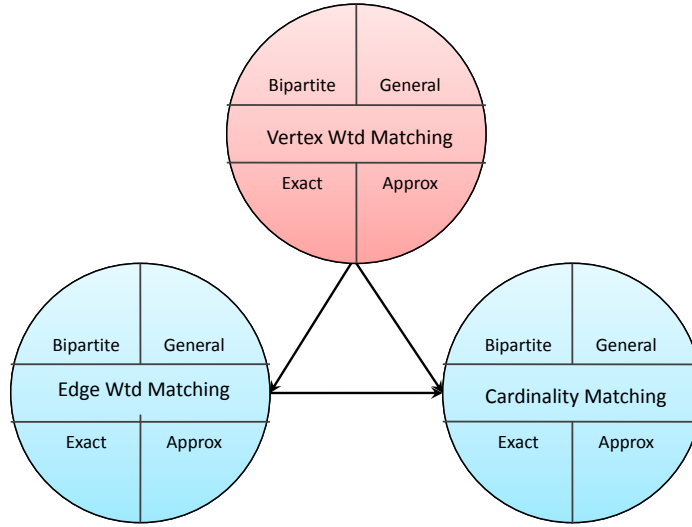 Bipartite General
Vertex Wtd Matching
Exact Approx
Bipartite General
Edge Wtd Matching
Exact Approx
Bipartite General
Cardinality Matching
Exact Approx